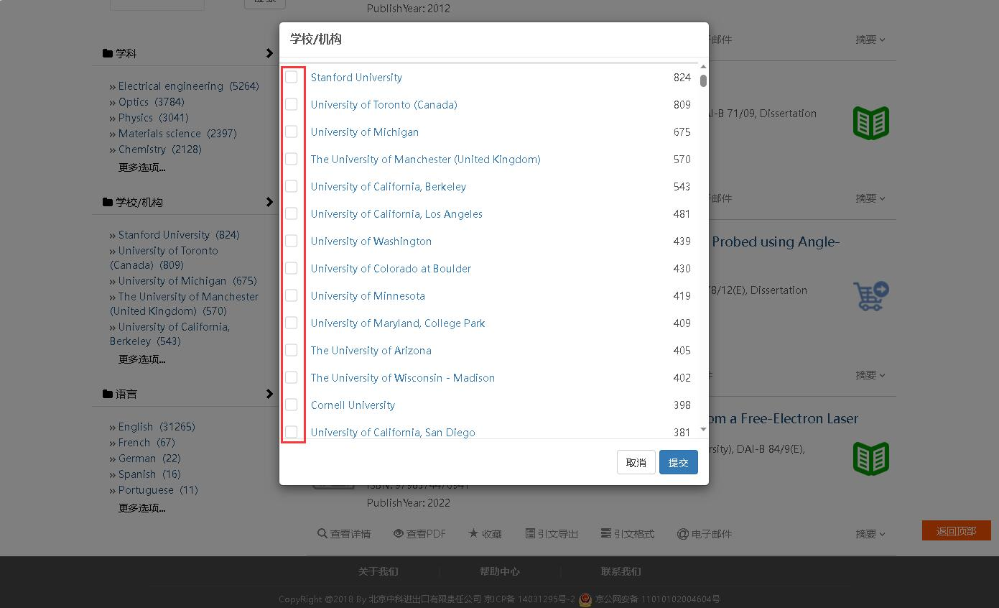 检索
PublishYear: 2012
子邮件
摘要
学科
Electrical engineering (5264)
Optics (3784)
Physics (3041)
Materials science (2397)
Chemistry (2128)
更多选项...
学校/机构
Stanford University (824)
University of Toronto
(Canada) (809)
University of Michigan (675)
The University of Manchester
(United Kingdom) (570)
University of California,
Berkeley (543)
更多选项...
语言
English (31265)
French (67)
German (22)
Spanish (16)
Portuguese (11)
更多选项...
学校/机构
Stanford University 824
University of Toronto (Canada) 809
University of Michigan 675
The University of Manchester (United Kingdom) 570
University of California, Berkeley 543
University of California, Los Angeles 481
University of Washington 439
University of Colorado at Boulder 430
University of Minnesota 419
University of Maryland, College Park 409
The University of Arizona 405
The University of Wisconsin - Madison 402
Cornell University 398
University of California, San Diego 381
取消 提交
AI-B 71/09, Dissertation
子邮件 摘要
Probed using Angle-
78/12(E), Dissertation
件 摘要
om a Free-Electron Laser
rsity), DAI-B 84/9(E),
PublishYear: 2022
查看详情 查看PDF 收藏 引文导出 引文格式 电子邮件 摘要
返回顶部
关于我们 帮助中心 联系我们
CopyRight @2018 By 北京中科进出口有限责任公司 京ICP备 14031295号-2 京公网安备 11010102004604号